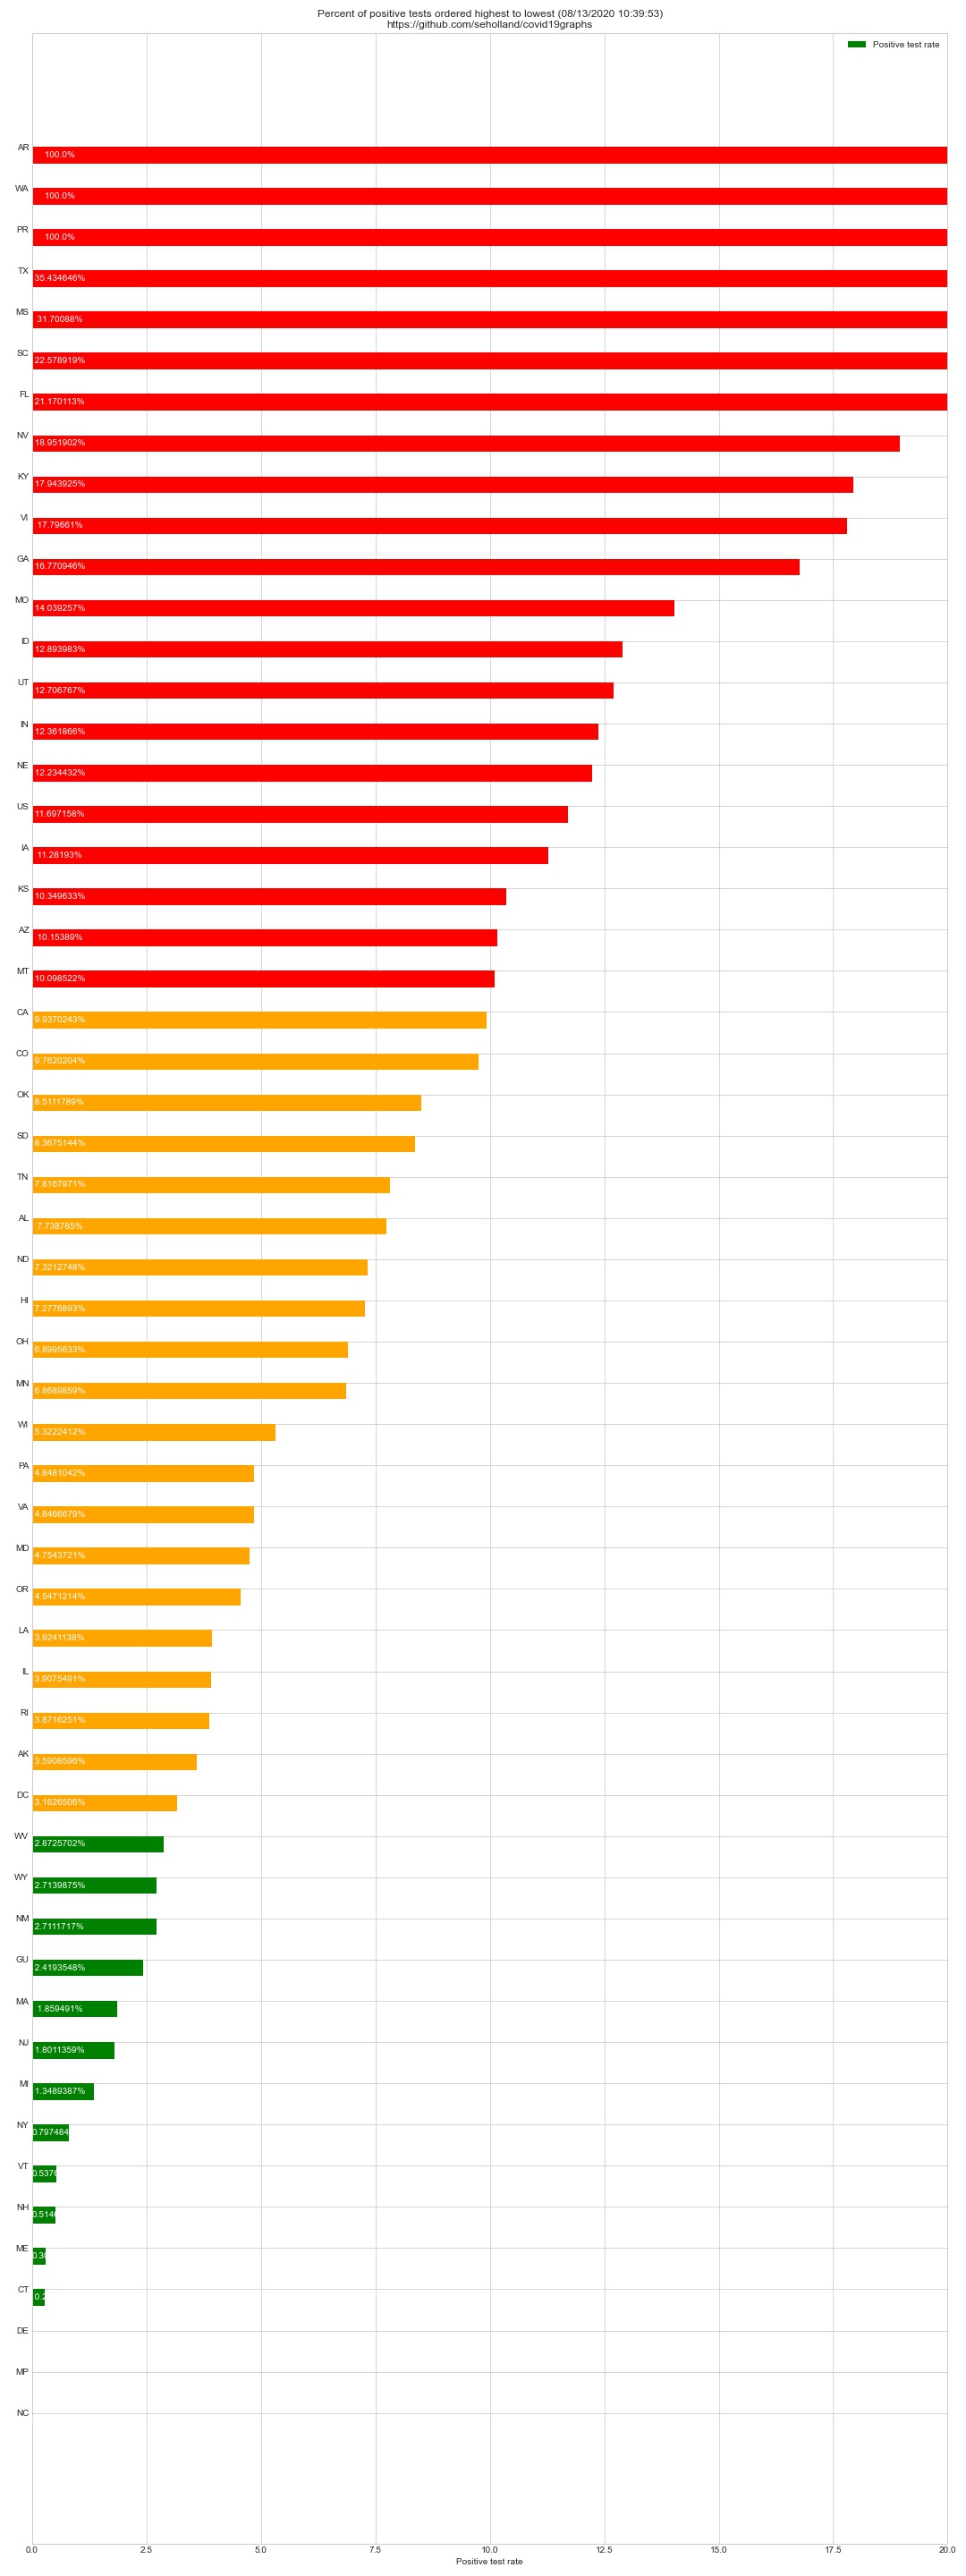 Percent of positive tests ordered highest to lowest (08/13/2020 10:39:53)
https://github.com/seholland/covid19graphs
Positive test rate
AR 100.0%
WA 100.0%
PR 100.0%
TX 35.434646%
MS 31.70088%
SC 22.578919%
FL 21.170113%
NV 18.951902%
KY 17.943925%
VI 17.79661%
GA 16.770946%
MO 14.039257%
ID 12.893983%
UT 12.706767%
IN 12.361866%
NE 12.234432%
US 11.697158%
IA 11.28193%
KS 10.349633%
AZ 10.15389%
MT 10.098522%
CA 9.9370243%
CO 9.7620204%
OK 8.5111789%
SD 8.3675144%
TN 7.8167971%
AL 7.738785%
ND 7.3212748%
HI 7.2776893%
OH 6.8995633%
MN 6.8689859%
WI 5.3222412%
PA 4.8481042%
VA 4.8466679%
MD 4.7543721%
OR 4.5471214%
LA 3.9241138%
IL 3.9075491%
RI 3.8716251%
AK 3.5908596%
DC 3.1626506%
WV 2.8725702%
WY 2.7139875%
NM 2.7111717%
GU 2.4193548%
MA 1.859491%
NJ 1.8011359%
MI 1.3489387%
NY 0.797484
VT
NH
ME
CT
DE
MP
NC
0.0 2.5 5.0 7.5 10.0 12.5 15.0 17.5 20.0
Positive test rate